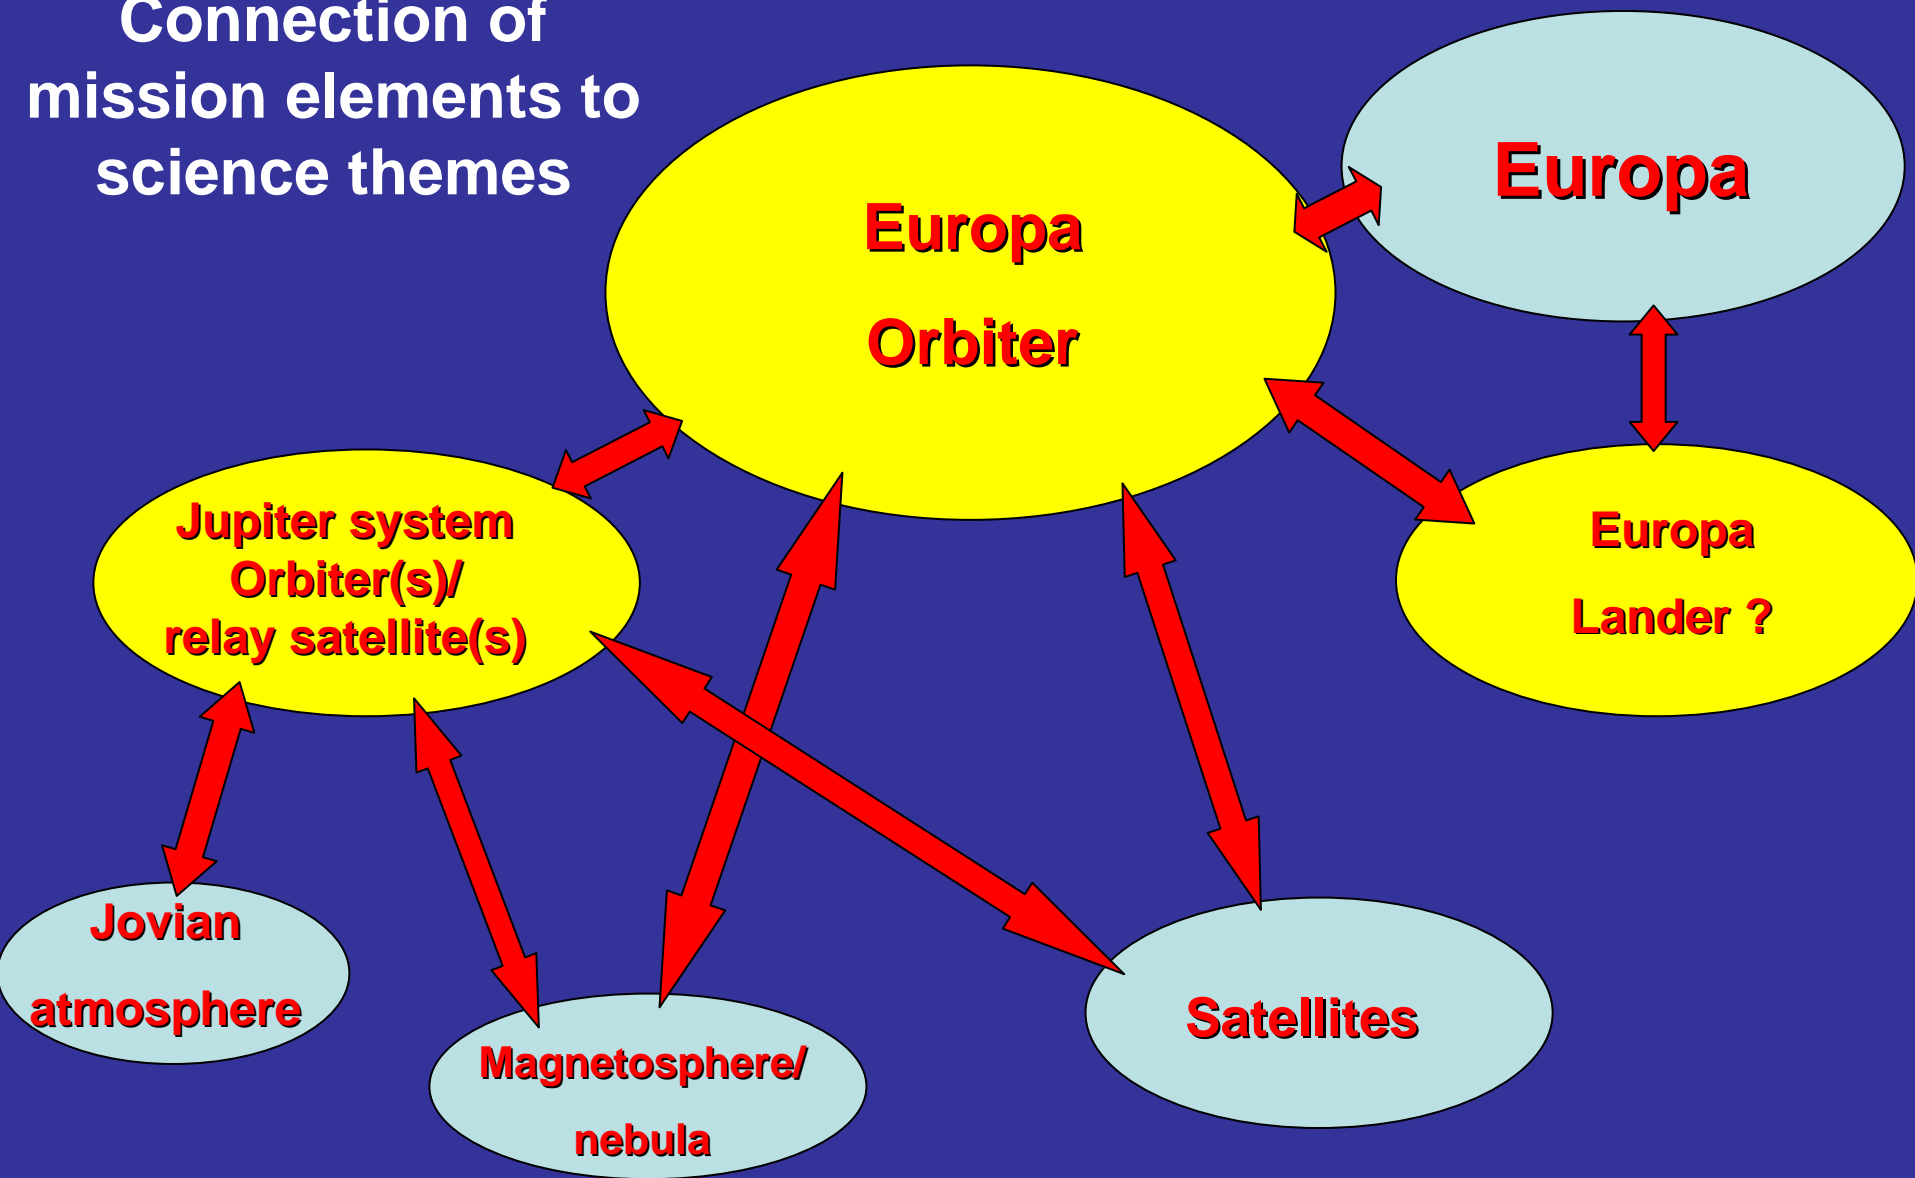 Connection of
mission elements to
science themes
Europa
Europa
Orbiter
Jupiter system
Orbiter(s)/
relay satellite(s)
Europa
Lander ?
Jovian
atmosphere
Magnetosphere/
nebula
Satellites